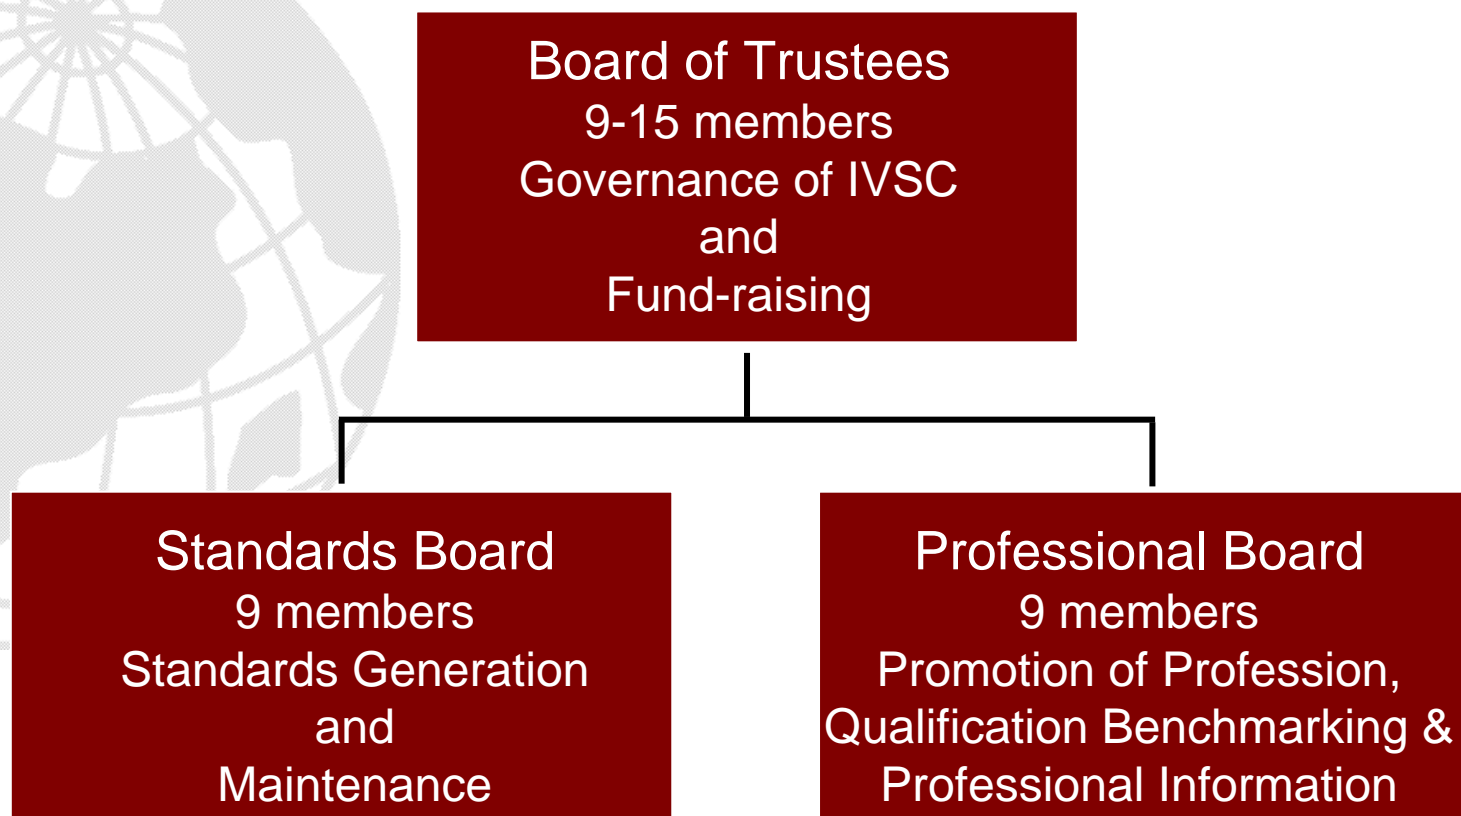 Board of Trustees
9-15 members
Governance of IVSC
and
Fund-raising
Standards Board
9 members
Standards Generation
and
Maintenance
Professional Board
9 members
Promotion of Profession,
Qualification Benchmarking &
Professional Information